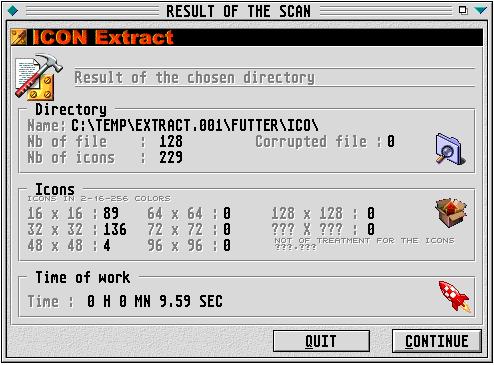 RESULT OF THE SCAN
ICON Extract
Result of the chosen directory
Directory
Name: C:\TEMP\EXTRACT.001\FUTTER\ICO\
Nb of file : 128 Corrupted file : 0
Nb of icons : 229
Icons
ICONS IN 2-16-256 COLORS
16 x 16 : 89 64 x 64 : 0 128 x 128 : 0
32 x 32 : 136 72 x 72 : 0 ??? X ??? : 0
48 x 48 : 4 96 x 96 : 0 NOT OF TREATMENT FOR THE ICONS
???*???
Time of work
Time : 0 H 0 MN 9.59 SEC
QUIT CONTINUE